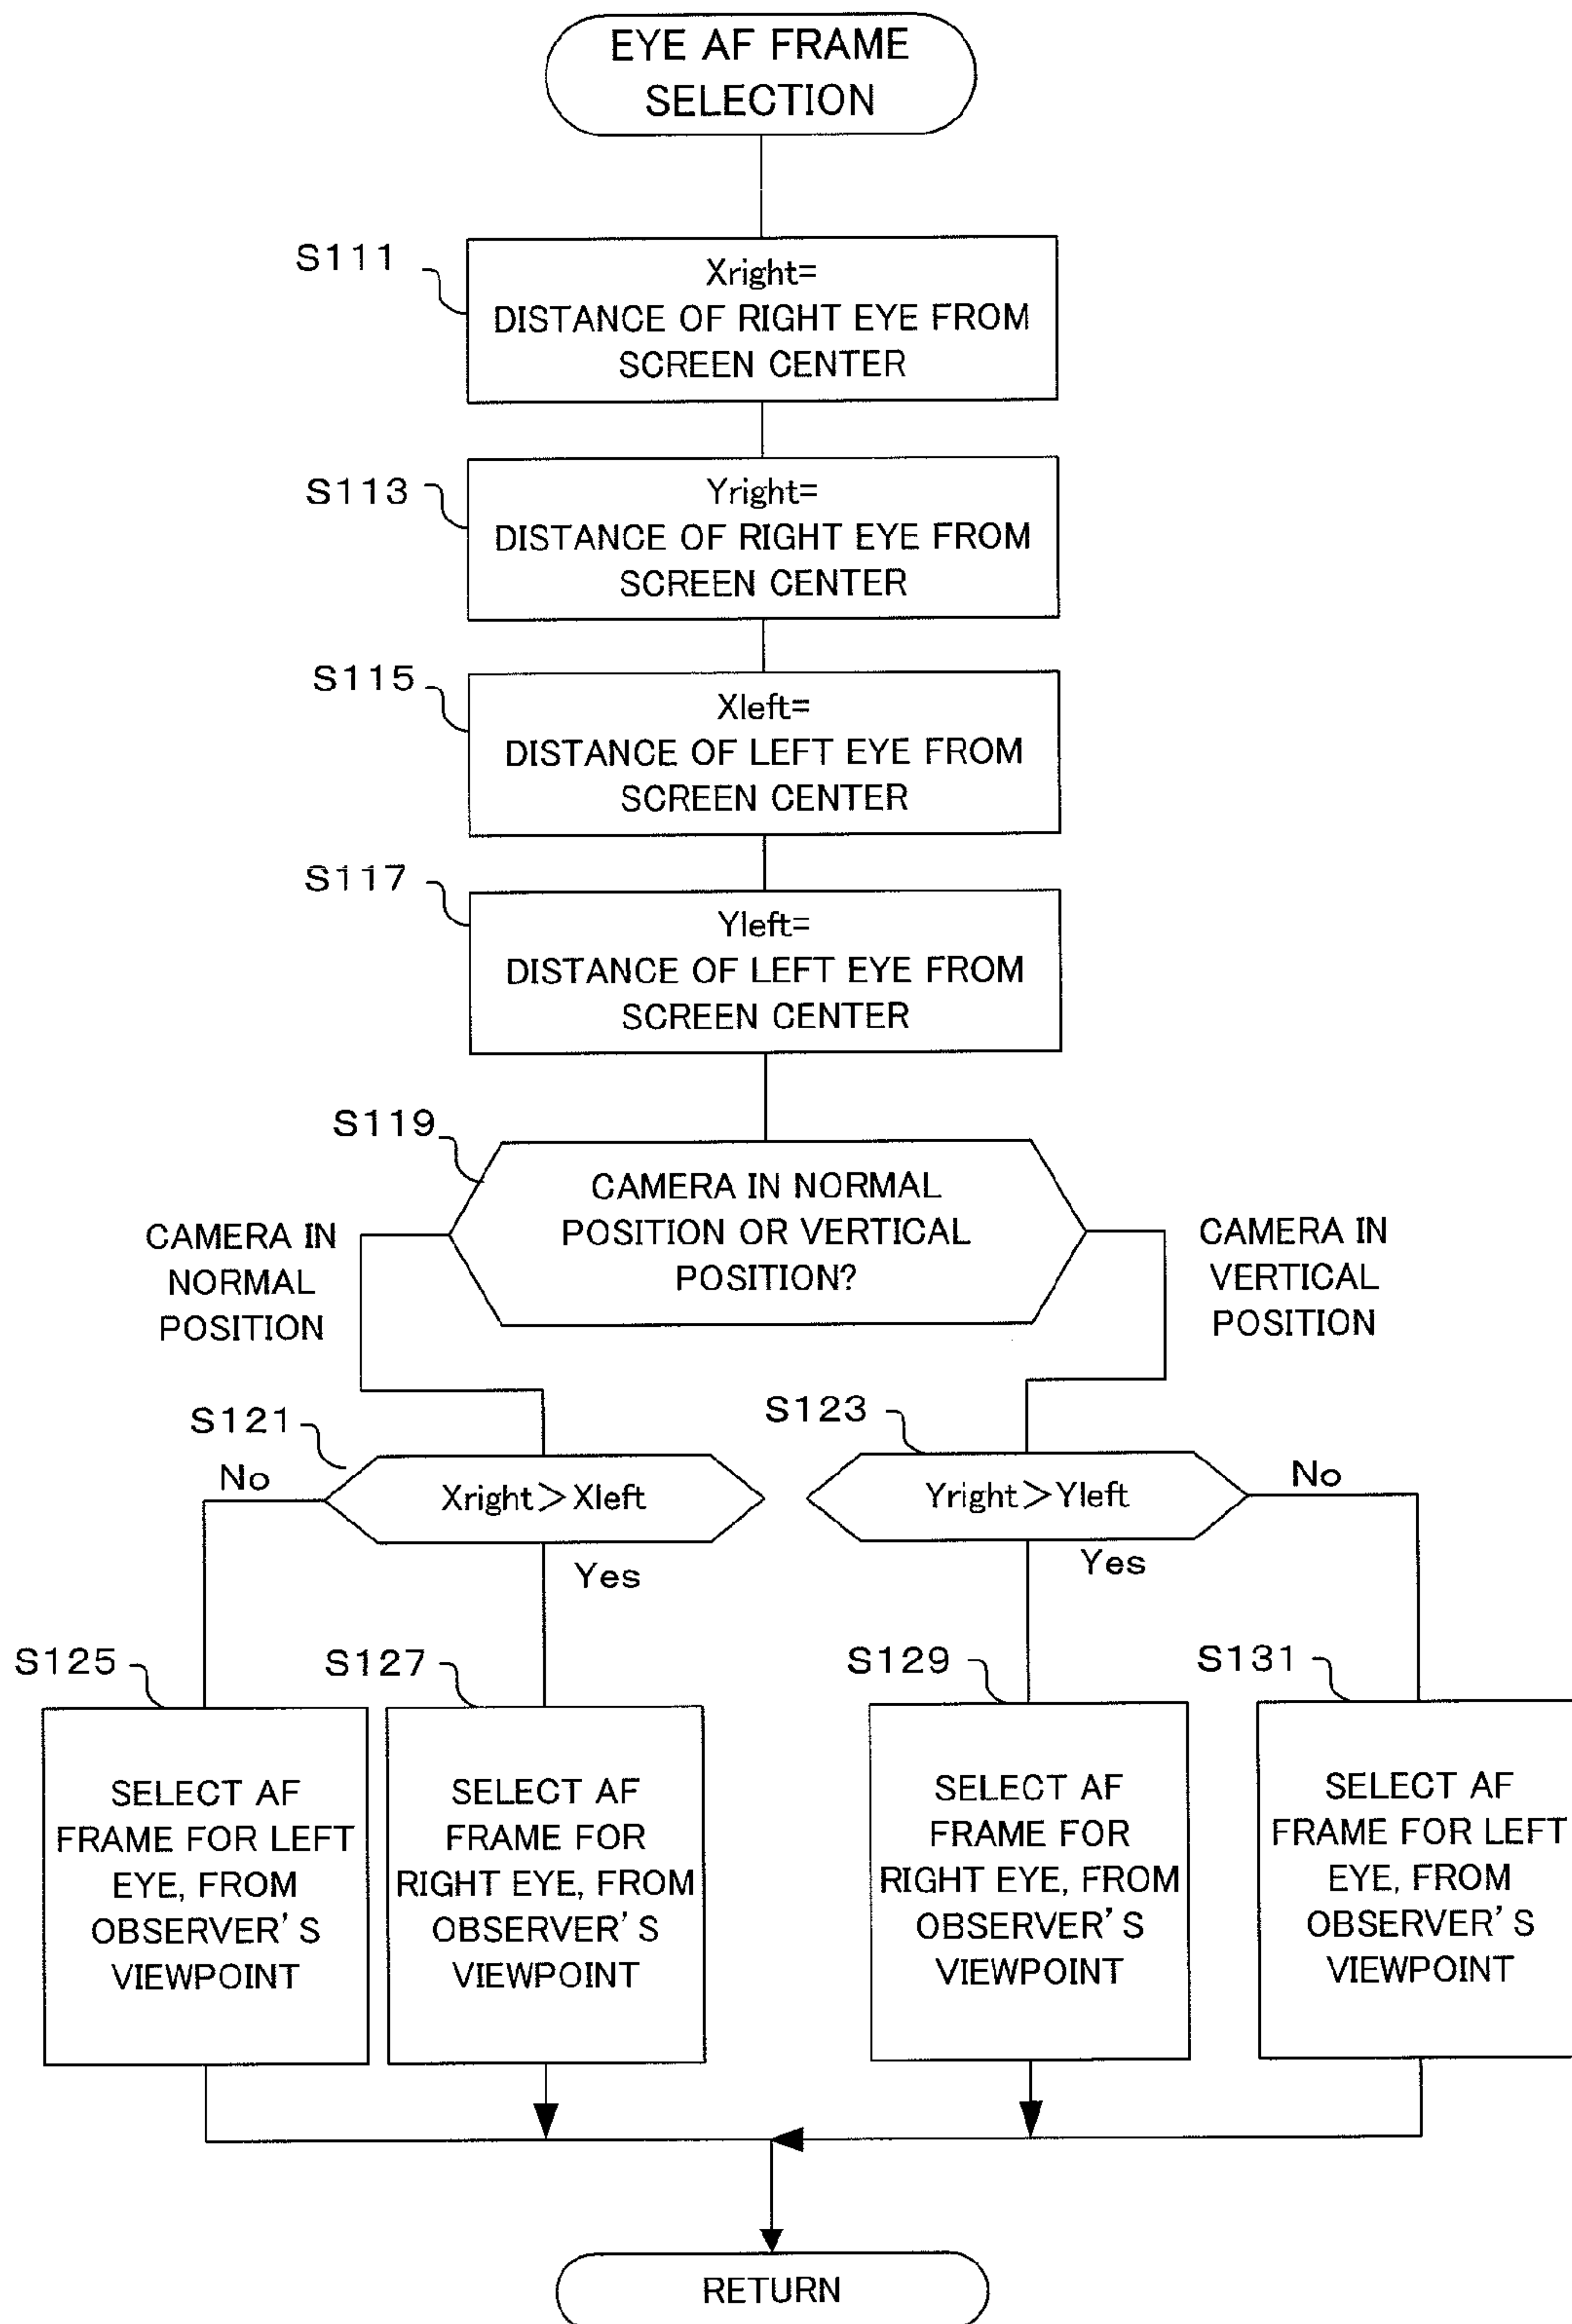 EYE AF FRAME
SELECTION
S111
Xright=
DISTANCE OF RIGHT EYE FROM
SCREEN CENTER
S113
Yright=
DISTANCE OF RIGHT EYE FROM
SCREEN CENTER
S115
Xleft=
DISTANCE OF LEFT EYE FROM
SCREEN CENTER
S117
Yleft=
DISTANCE OF LEFT EYE FROM
SCREEN CENTER
S119
CAMERA IN NORMAL
POSITION OR VERTICAL
POSITION?
CAMERA IN
NORMAL
POSITION
CAMERA IN
VERTICAL
POSITION
S121
Xright>Xleft
No
Yes
S123
Yright>Yleft
No
Yes
S125
SELECT AF
FRAME FOR LEFT
EYE, FROM
OBSERVER'S
VIEWPOINT
S127
SELECT AF
FRAME FOR
RIGHT EYE, FROM
OBSERVER'S
VIEWPOINT
S129
SELECT AF
FRAME FOR
RIGHT EYE, FROM
OBSERVER'S
VIEWPOINT
S131
SELECT AF
FRAME FOR LEFT
EYE, FROM
OBSERVER'S
VIEWPOINT
RETURN